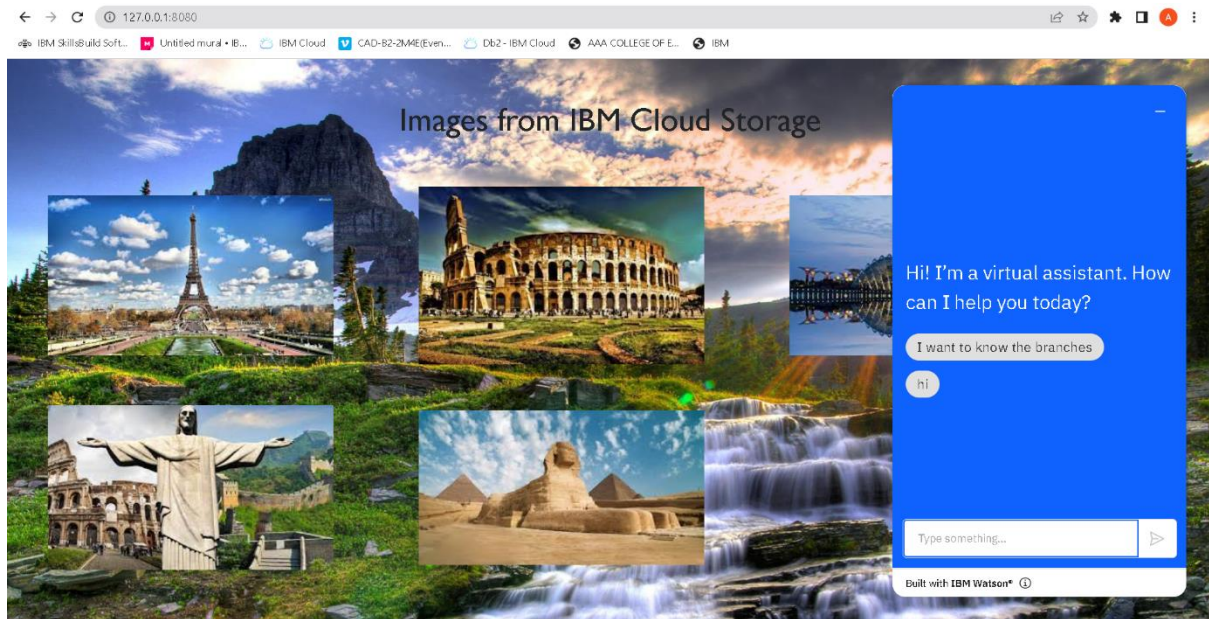 127.0.0.1:8080
A
IBM SkillsBuild Soft...
Untitled mural • IB...
IBM Cloud
CAD-B2-2M4E(Even...
Db2 - IBM Cloud
AAA COLLEGE OF E...
IBM
Images from IBM Cloud Storage
Hi! I'm a virtual assistant. How
can I help you today?
I want to know the branches
hi
Type something...
Built with IBM Watson®